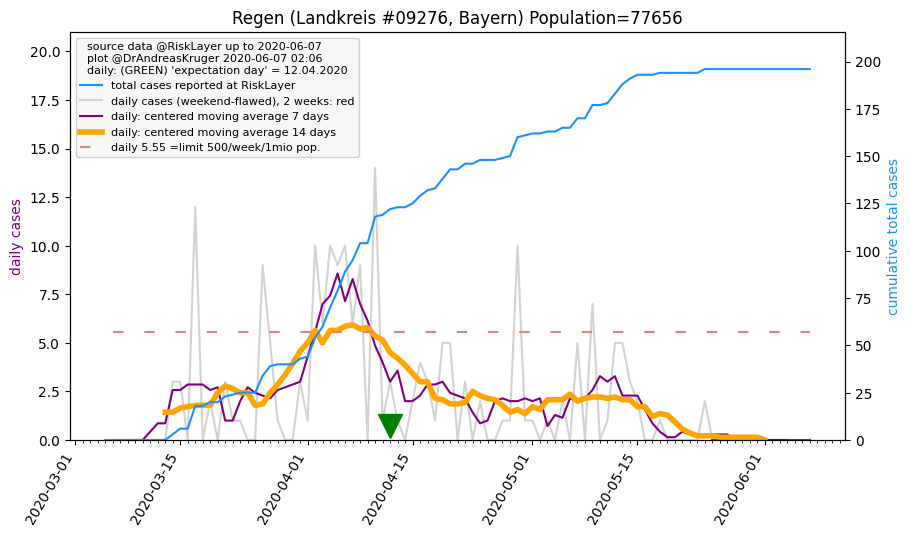 Regen (Landkreis #09276, Bayern) Population=77656
source data @RiskLayer up to 2020-06-07
plot @DrAndreasKruger 2020-06-07 02:06
daily: (GREEN) 'expectation day' = 12.04.2020
total cases reported at RiskLayer
daily cases (weekend-flawed), 2 weeks: red
daily: centered moving average 7 days
daily: centered moving average 14 days
daily 5.55 =limit 500/week/1mio pop.
daily cases
20.0
17.5
15.0
12.5
10.0
7.5
5.0
2.5
0.0
cumulative total cases
200
175
150
125
100
75
50
25
0
2020-03-01
2020-03-15
2020-04-01
2020-04-15
2020-05-01
2020-05-15
2020-06-01